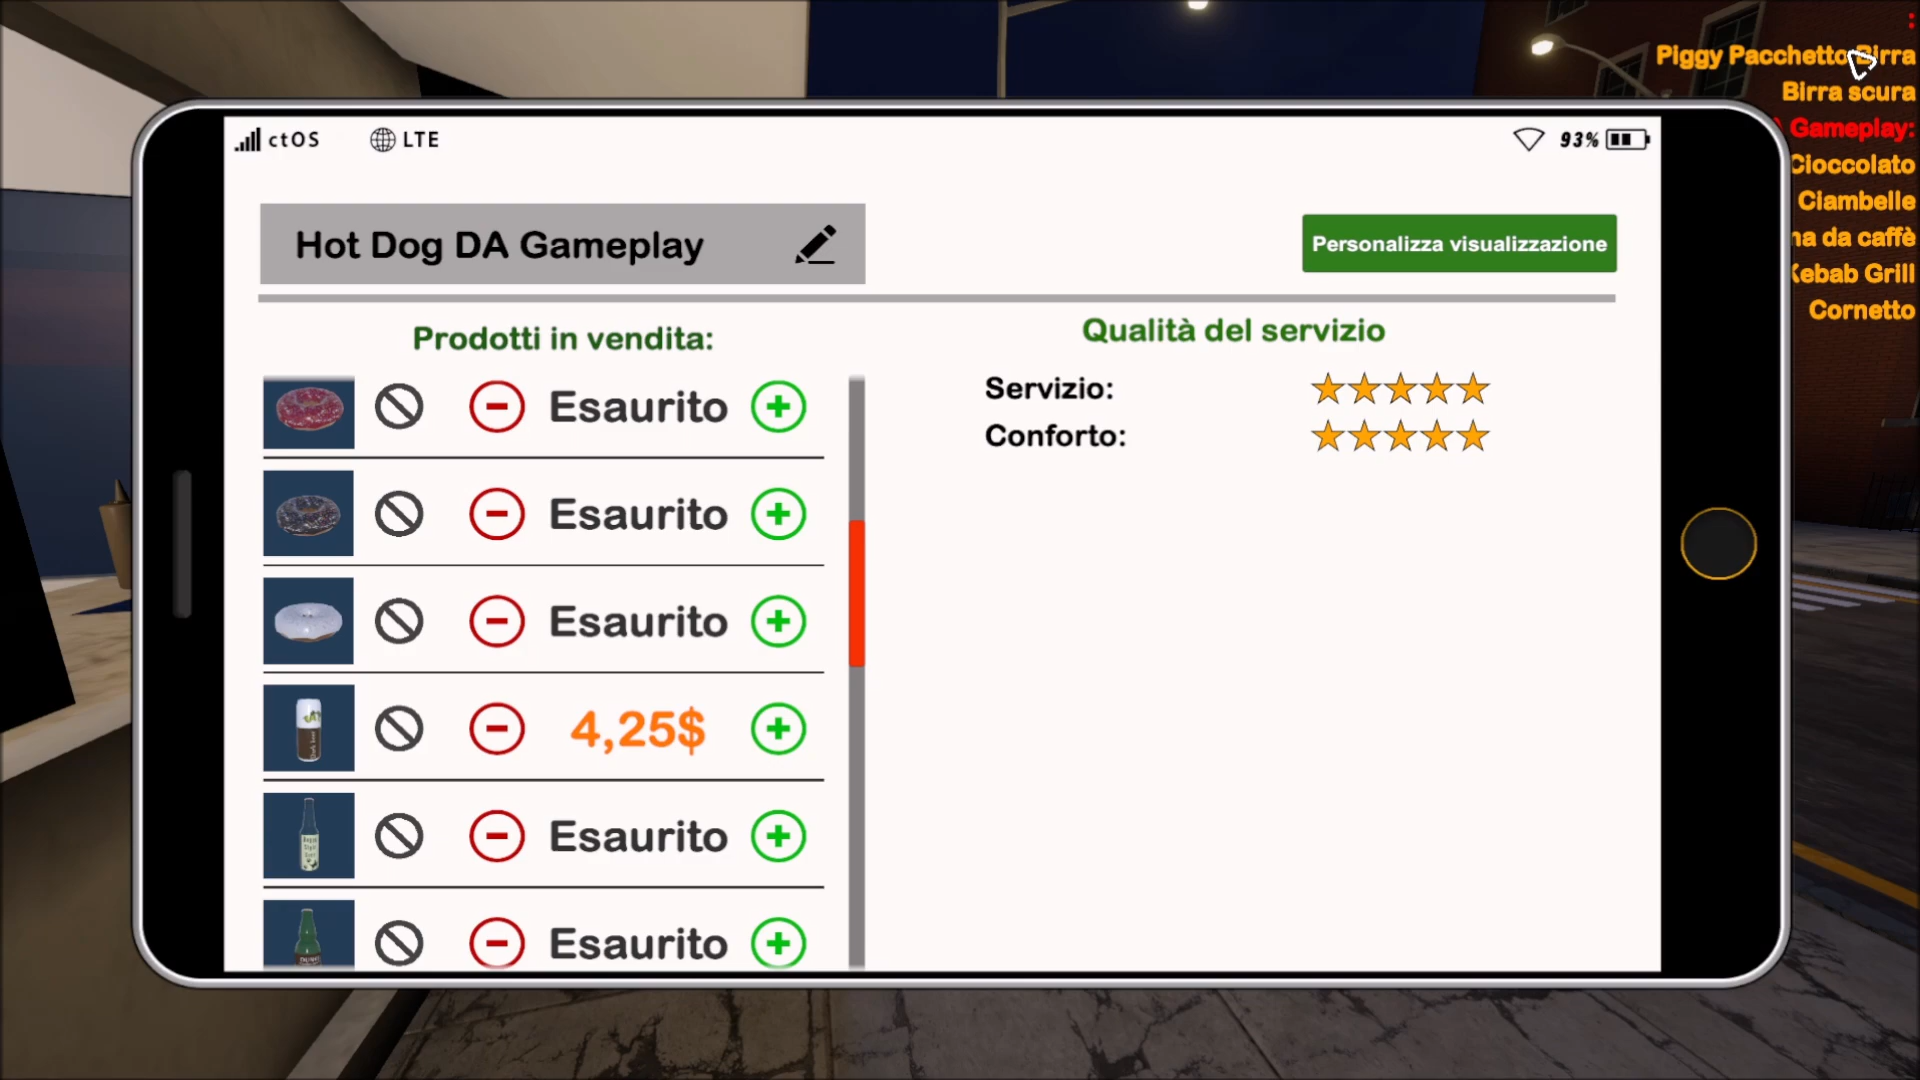 :
Piggy Pacchetto Birra
Birra scura
Gameplay:
Cioccolato
Ciambelle
na da caffè
Kebab Grill
Cornetto
ctOS
LTE
93%
Hot Dog DA Gameplay
Personalizza visualizzazione
Prodotti in vendita:
Esaurito
Esaurito
Esaurito
4,25$
Esaurito
Esaurito
Qualità del servizio
Servizio:
Conforto: